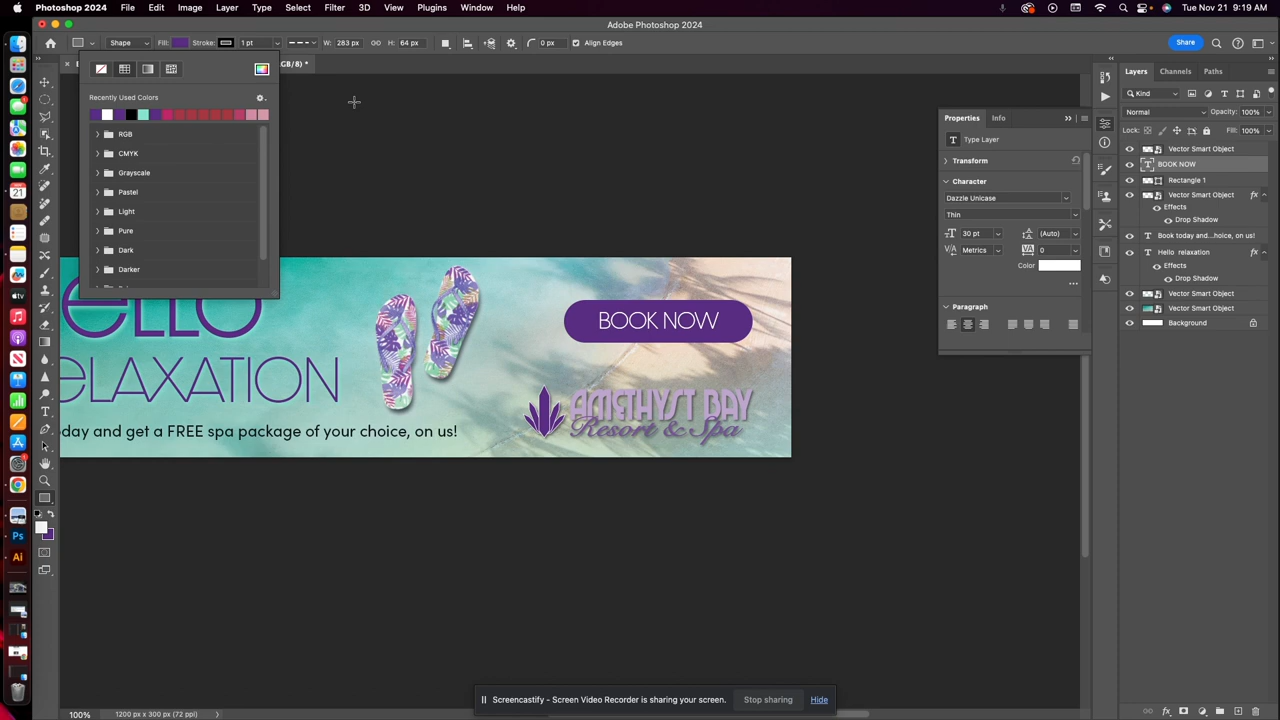 Photoshop 2024 File Edit Image Layer Type Select Filter 3D View Plugins Window Help Tue Nov 21 9:19 AM
Adobe Photoshop 2024
Shape Fill: Stroke: 1 pt W: 283 px H: 64 px 0 px Align Edges Share
GB/8) *
Layers Channels Paths
Kind
Recently Used Colors
Normal Opacity: 100%
RGB
Properties Info
Lock: Fill: 100%
CMYK
Type Layer
Vector Smart Object
Grayscale
Transform
BOOK NOW
Pastel
Character
Rectangle 1
Light
Dazzle Unicase
Vector Smart Object fx
Pure
Thin
Effects
Drop Shadow
Dark
30 pt (Auto)
Book today and...hoice, on us!
Darker
Metrics 0
Hello relaxation fx
Color
Effects
Drop Shadow
Paragraph
Vector Smart Object
Vector Smart Object
Background
eLLO
BOOK NOW
eLAXATION
AMETHYST BAY
Resort & Spa
day and get a FREE spa package of your choice, on us!
Screencastify - Screen Video Recorder is sharing your screen. Stop sharing Hide
100% 1200 px x 300 px (72 ppi)